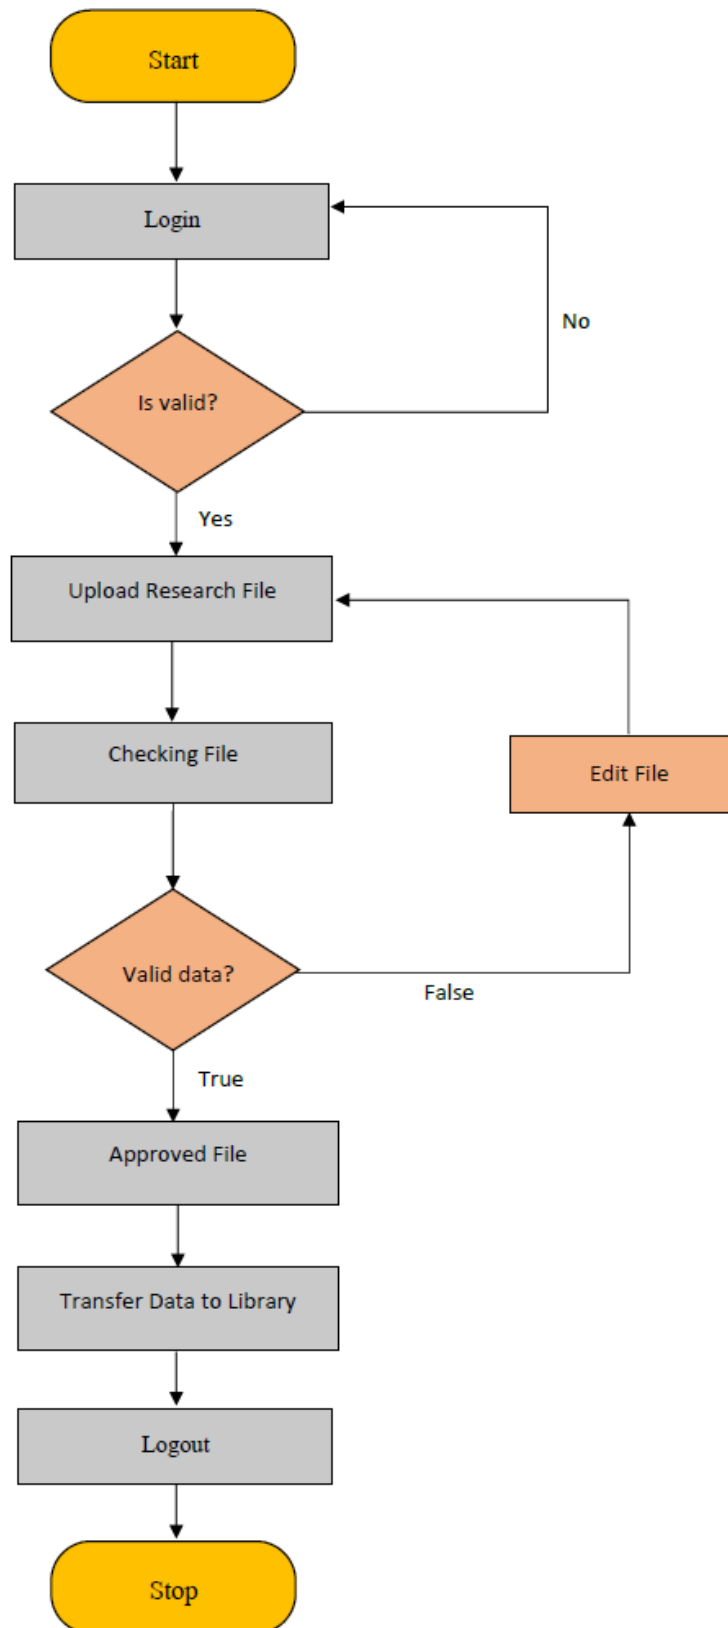 Start
Login
No
Is valid?
Yes
Upload Research File
Checking File
Edit File
Valid data?
False
True
Approved File
Transfer Data to Library
Logout
Stop